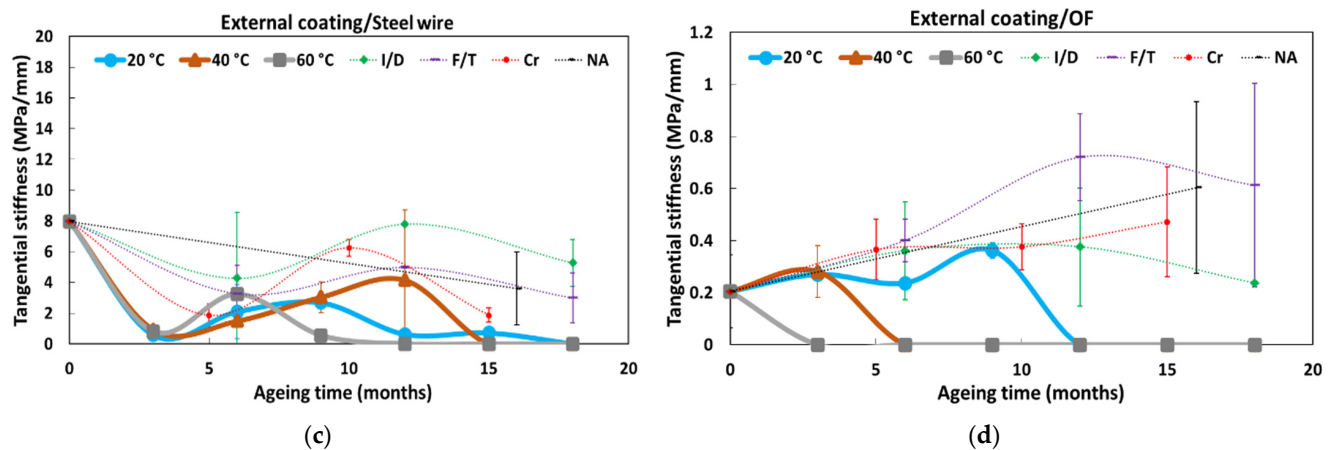 External coating/Steel wire
20 °C 40 °C 60 °C I/D F/T Cr NA
Tangential stiffness (MPa/mm)
20
18
16
14
12
10
8
6
4
2
0
0 5 10 15 20
Ageing time (months)
(c)
External coating/OF
20 °C 40 °C 60 °C I/D F/T Cr NA
Tangential stiffness (MPa/mm)
1.2
1
0.8
0.6
0.4
0.2
0
0 5 10 15 20
Ageing time (months)
(d)